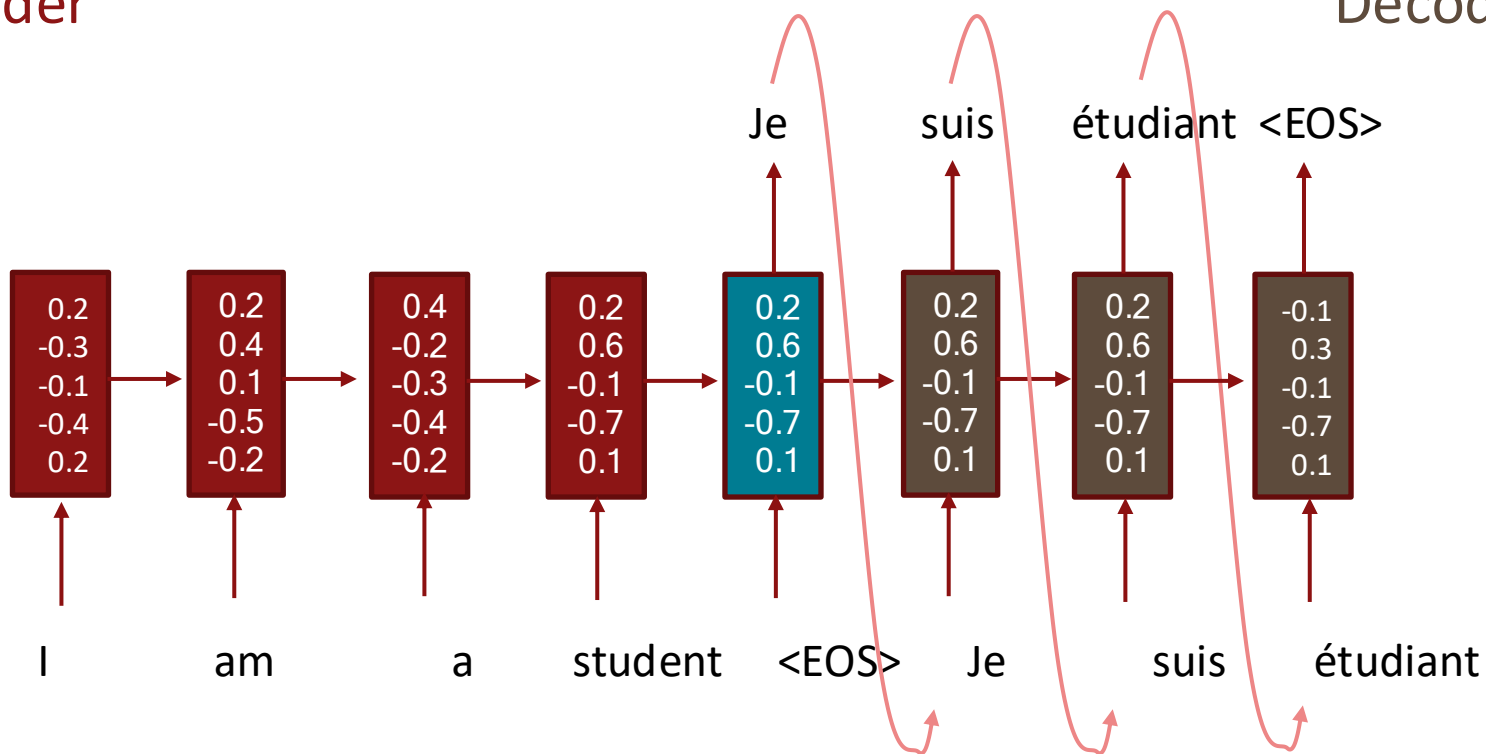 der
Decod
Je suis étudiant <EOS>
0.2 0.2 0.4 0.2 0.2 0.2 0.2 -0.1
-0.3 0.4 -0.2 0.6 0.6 0.6 0.6 0.3
-0.1 0.1 -0.3 -0.1 -0.1 -0.1 -0.1 -0.1
-0.4 -0.5 -0.4 -0.7 -0.7 -0.7 -0.7 -0.7
0.2 -0.2 -0.2 0.1 0.1 0.1 0.1 0.1
I am a student <EOS> Je suis étudiant